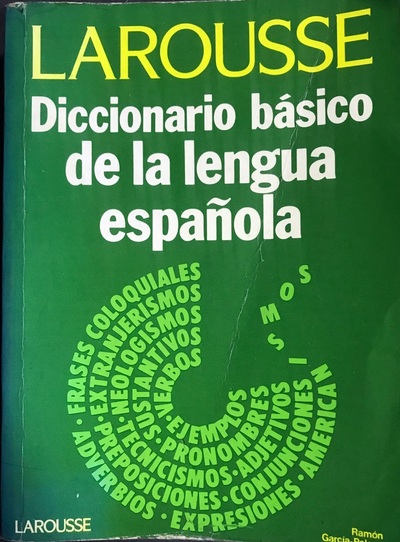 LAROUSSE
Diccionario básico
de la lengua
española
· FRASES COLOQUIALES
· EXTRANJERISMOS
· NEOLOGISMOS
SUSTANTIVOS
VERBOS
· EJEMPLOS
· PRONOMBRES
· TECNICISMOS · ADJETIVOS
· PREPOSICIONES · CONJUNCIONES
ADVERBIOS · EXPRESIONES · AMERICAN
I
S
M
O
S
LAROUSSE
Ramón